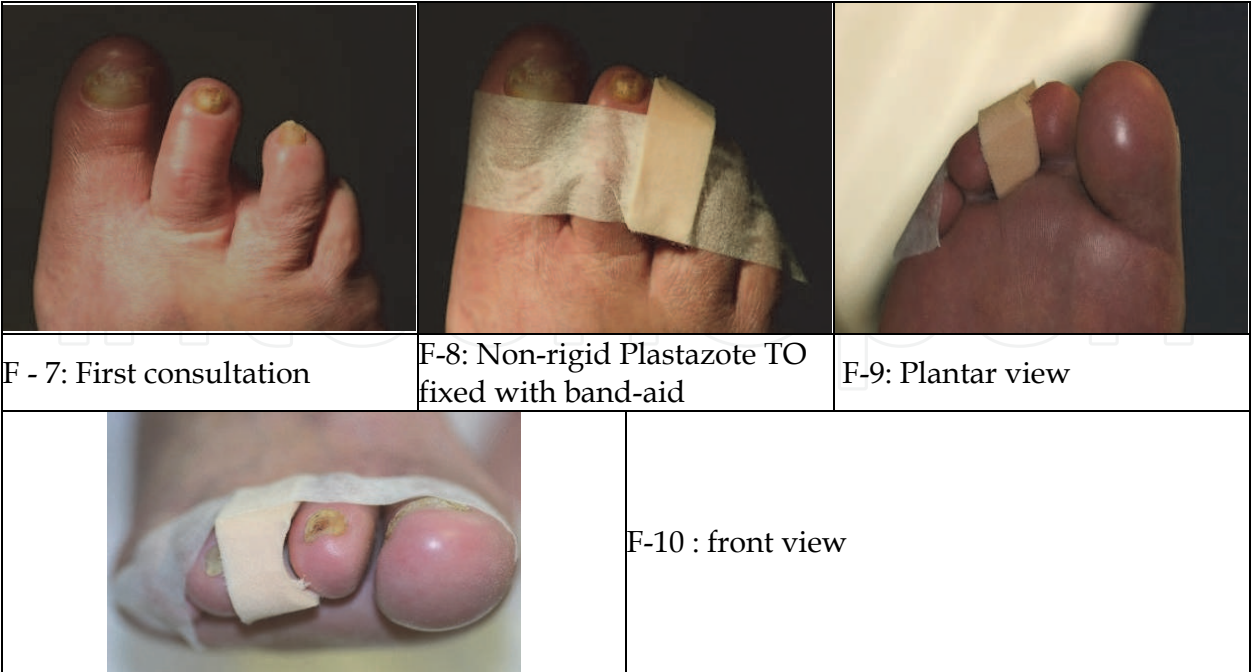 F - 7: First consultation
F-8: Non-rigid Plastazote TO
fixed with band-aid
F-9: Plantar view
F-10 : front view